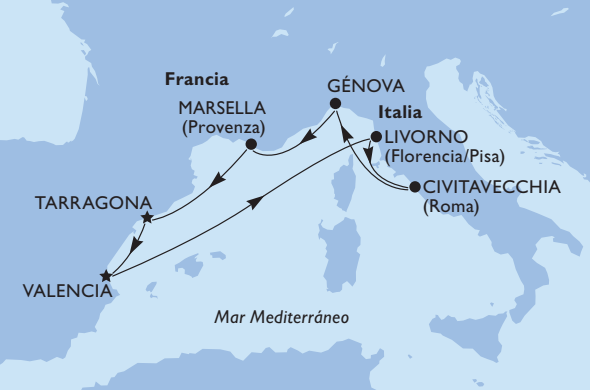 Francia
MARSELLA
(Provenza)
GÉNOVA
Italia
LIVORNO
(Florencia/Pisa)
CIVITAVECCHIA
(Roma)
TARRAGONA
VALENCIA
Mar Mediterráneo